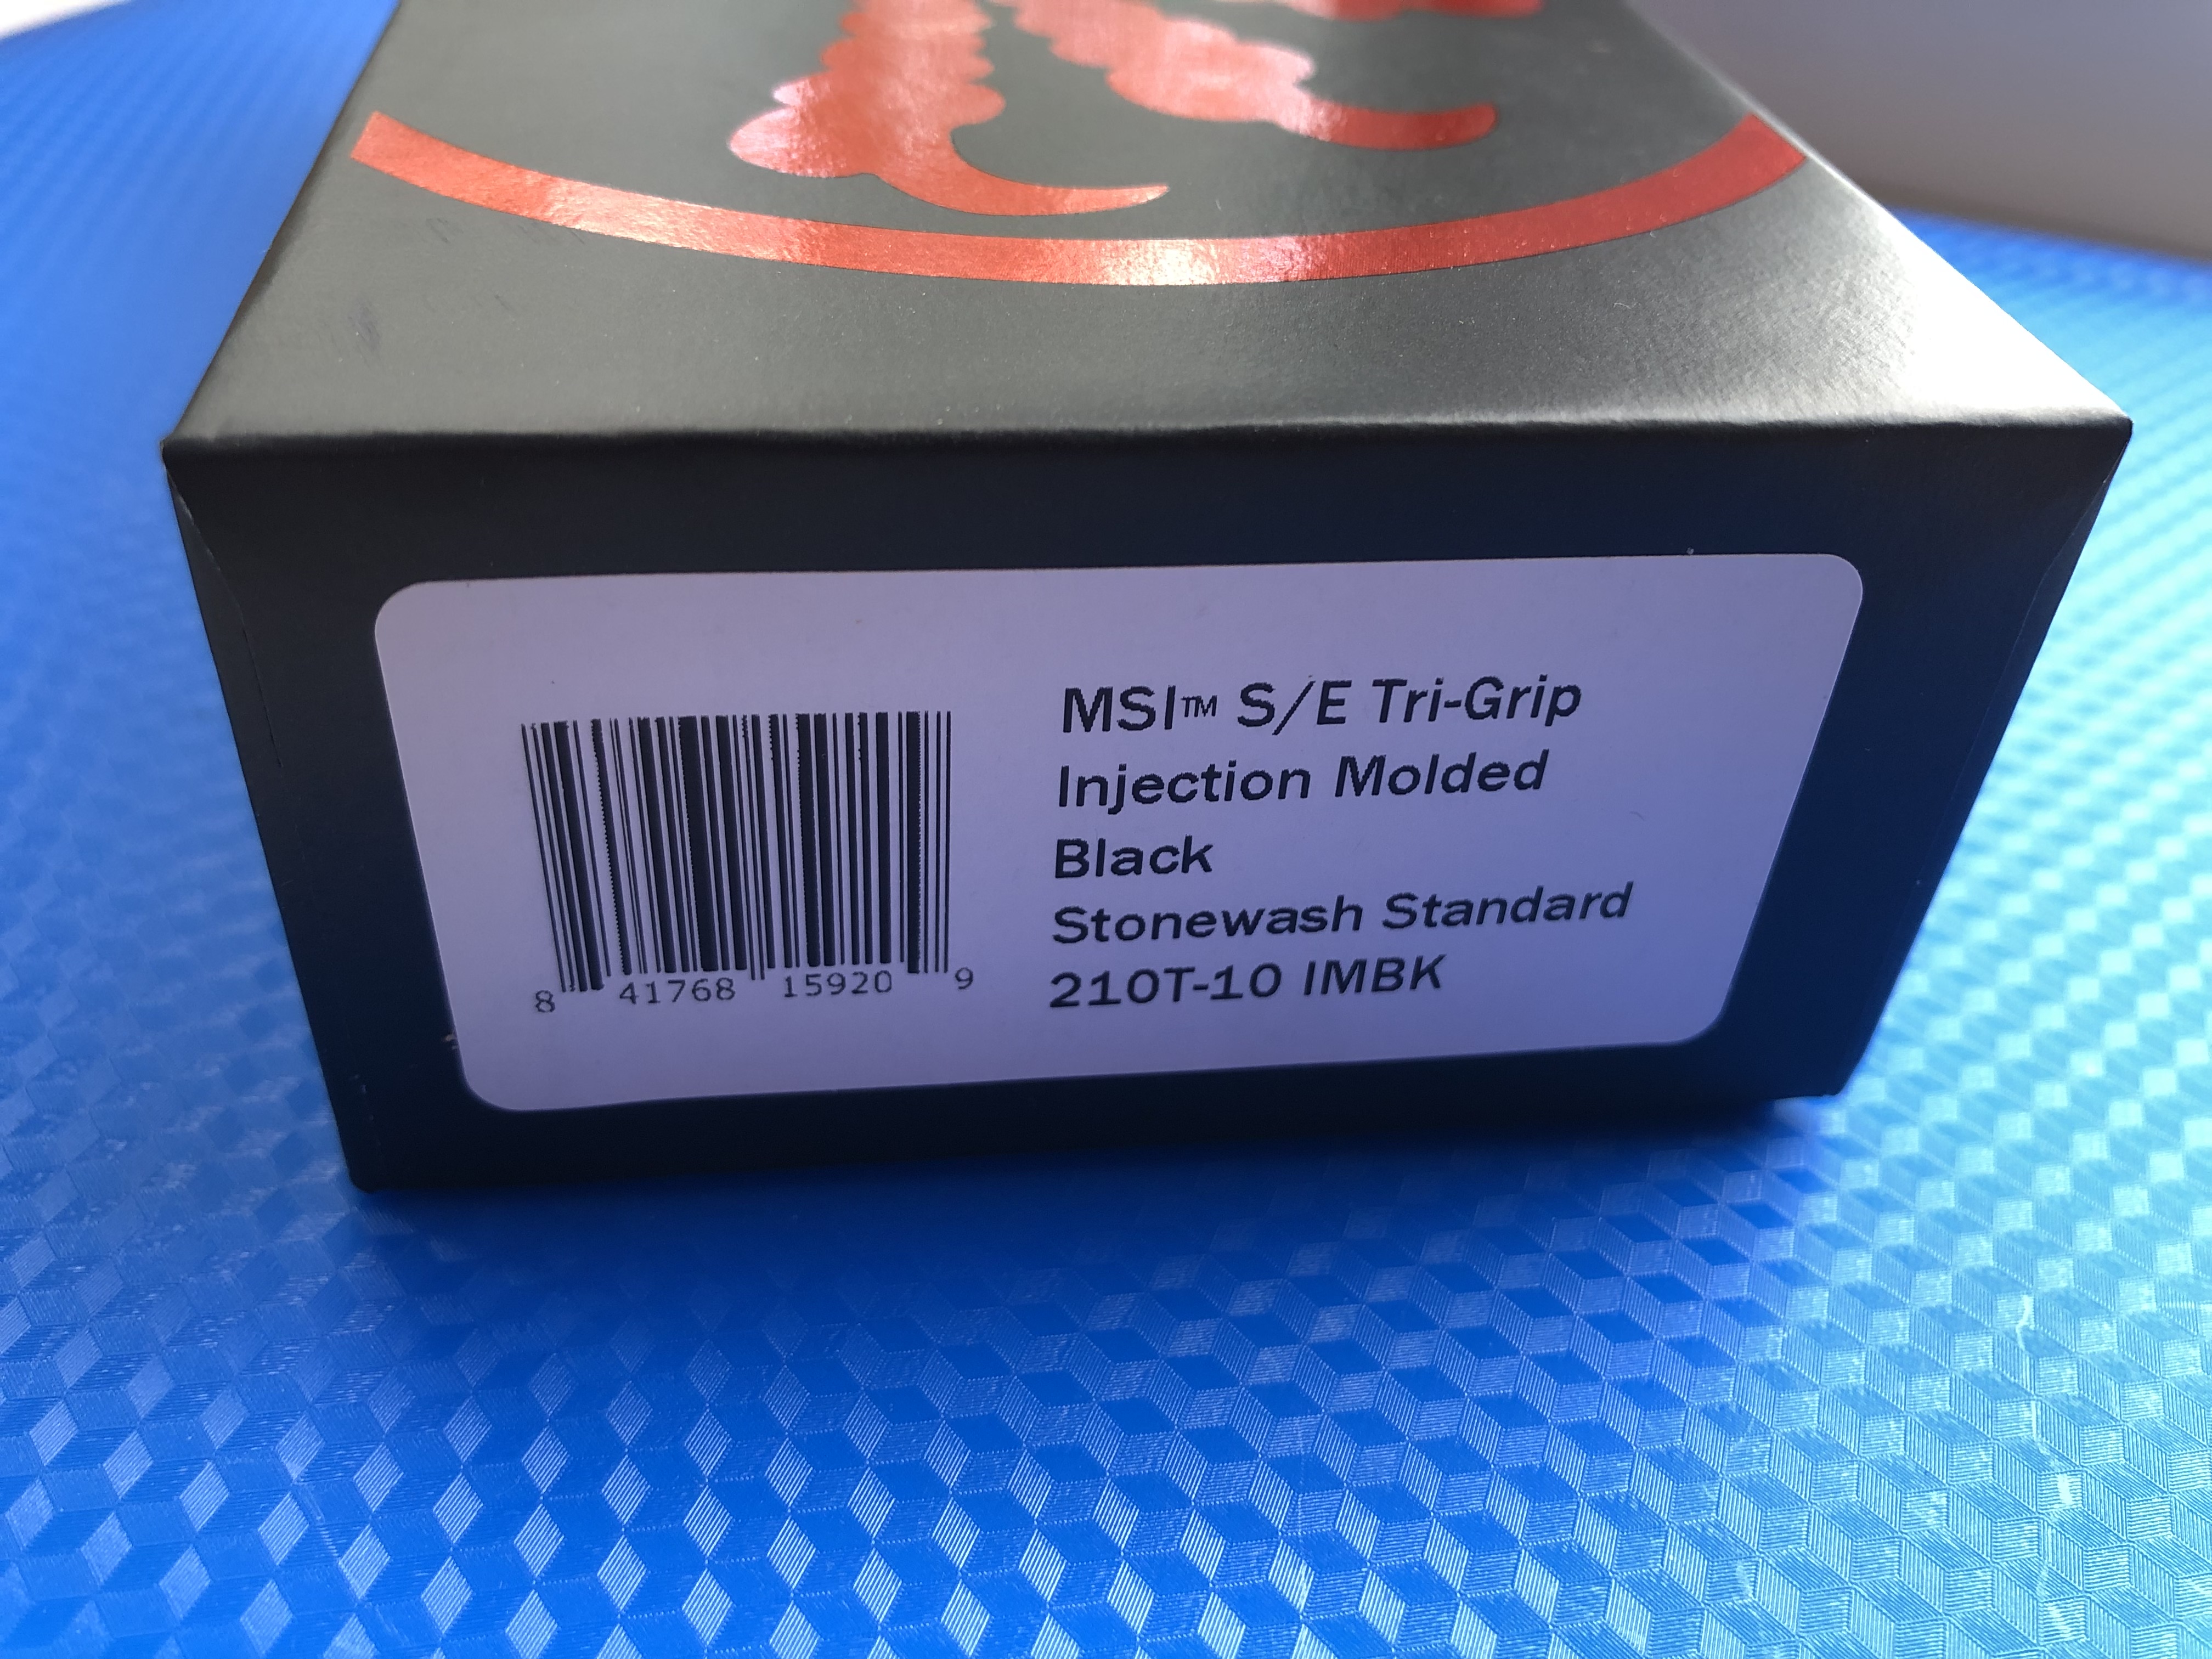 MSI™ S/E Tri-Grip
Injection Molded
Black
Stonewash Standard
210T-10 IMBK
8 41768 15920 9